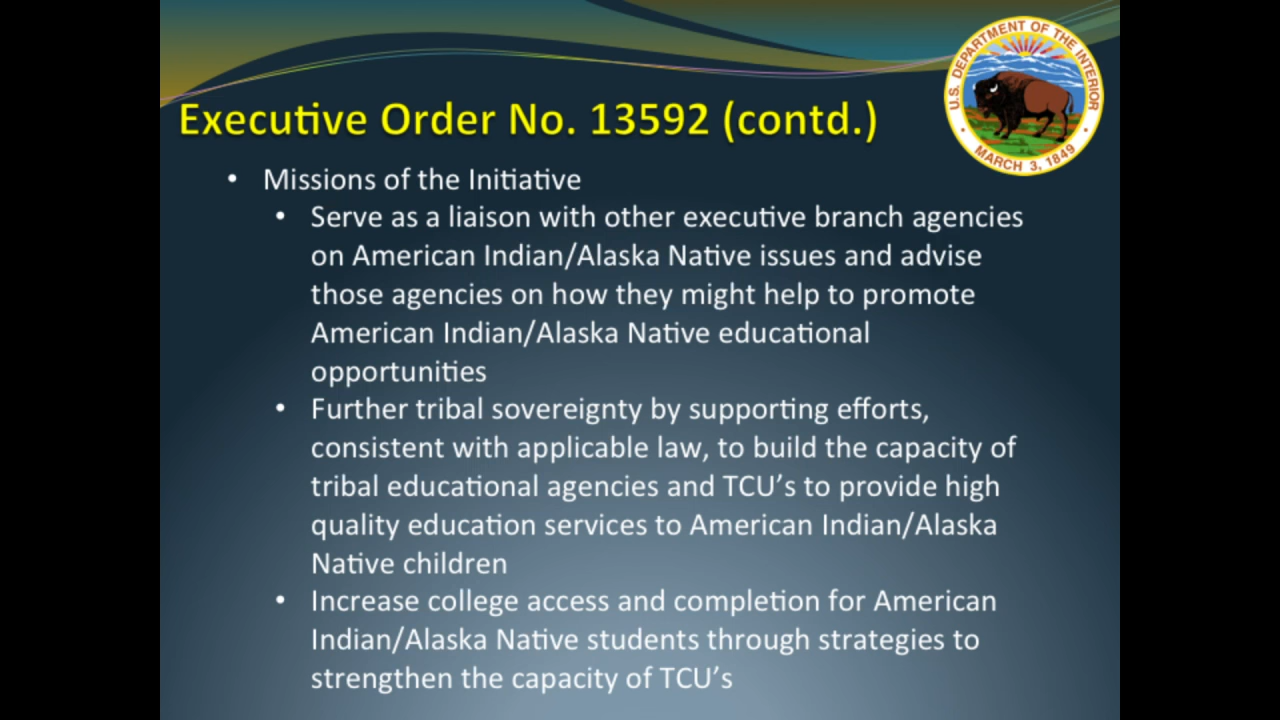 U.S. DEPARTMENT OF THE INTERIOR
MARCH 3, 1849
Executive Order No. 13592 (contd.)
• Missions of the Initiative
• Serve as a liaison with other executive branch agencies
on American Indian/Alaska Native issues and advise
those agencies on how they might help to promote
American Indian/Alaska Native educational
opportunities
• Further tribal sovereignty by supporting efforts,
consistent with applicable law, to build the capacity of
tribal educational agencies and TCU’s to provide high
quality education services to American Indian/Alaska
Native children
• Increase college access and completion for American
Indian/Alaska Native students through strategies to
strengthen the capacity of TCU’s